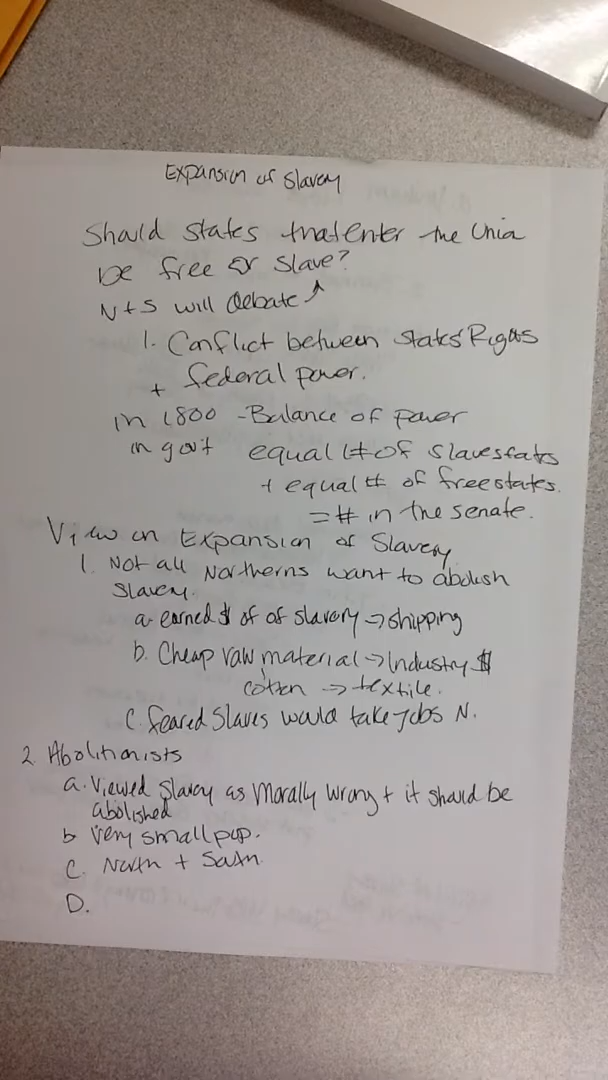 Expansion of Slavery
Should states that enter the Union
be free or Slave?
N + S will debate ↑
1. Conflict between States' Rights
+ federal power.
in 1800 - Balance of power
in gov't equal # of slave states
+ equal # of free states.
= # in the senate.
View on Expansion of Slavery
1. Not all Northerns want to abolish
Slavery.
a. earned $ of of slavery → shipping
b. Cheap raw material → Industry $
cotton → textile.
C. feared Slaves would take jobs N.
2. Abolitionists
a. Viewed Slavery as Morally Wrong + it should be
abolished
b Very small pop.
C. North + South.
D.